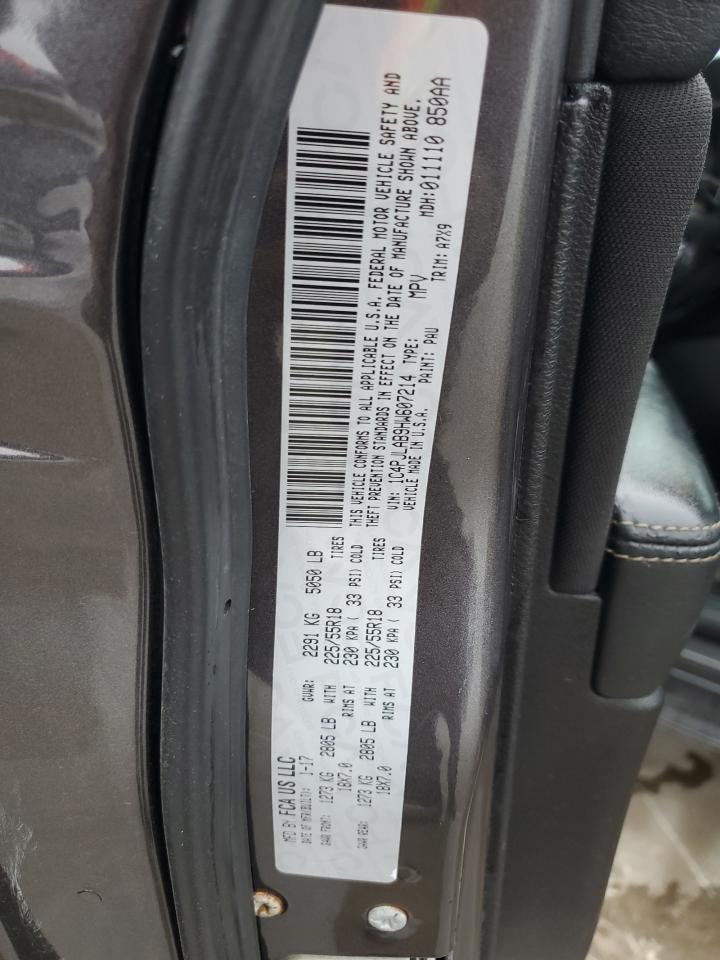 MFD BY FCA US LLC
DATE OF MFR(BUILT): 1-17 GVWR: 2291 KG 5050 LB
GAWR FRONT: 1273 KG 2805 LB WITH 225/55R18 TIRES
18X7.0 RIMS AT 230 KPA ( 33 PSI) COLD
GAWR REAR: 1273 KG 2805 LB WITH 225/55R18 TIRES
18X7.0 RIMS AT 230 KPA ( 33 PSI) COLD
THIS VEHICLE CONFORMS TO ALL APPLICABLE U.S.A. FEDERAL MOTOR VEHICLE SAFETY AND
THEFT PREVENTION STANDARDS IN EFFECT ON THE DATE OF MANUFACTURE SHOWN ABOVE.
VIN: 1C4PJLAB9HW607214 TYPE: MPV MDH:011110 850AA
VEHICLE MADE IN U.S.A. PAINT: PAU TRIM: A7X9